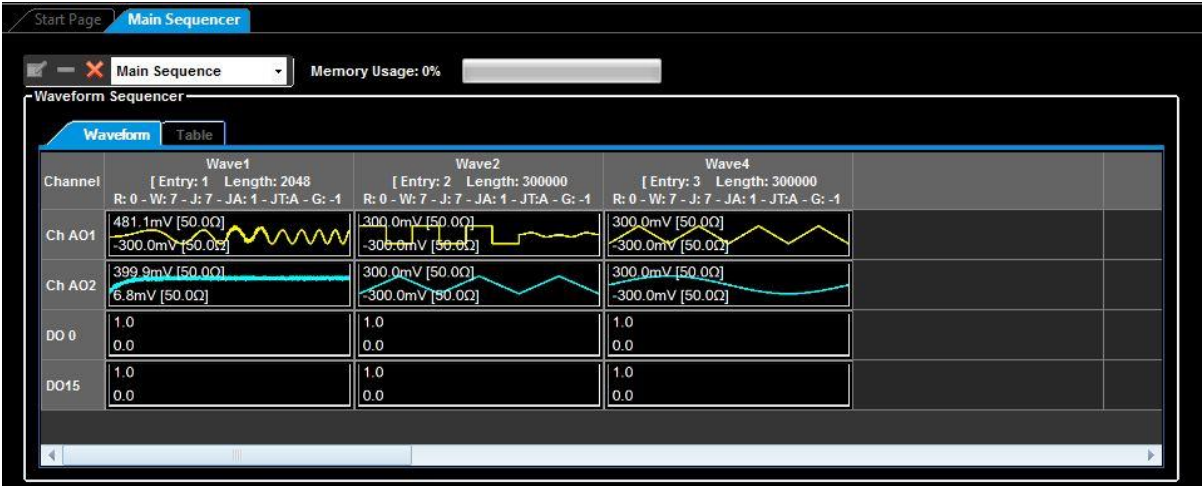 Start Page Main Sequencer
Main Sequence Memory Usage: 0%
Waveform Sequencer
Waveform Table
Channel
Wave1
[ Entry: 1 Length: 2048
R: 0 - W: 7 - J: 7 - JA: 1 - JT:A - G: -1
Wave2
[ Entry: 2 Length: 300000
R: 0 - W: 7 - J: 7 - JA: 1 - JT:A - G: -1
Wave4
[ Entry: 3 Length: 300000
R: 0 - W: 7 - J: 7 - JA: 1 - JT:A - G: -1
Ch AO1
481.1mV [50.0Ω]
-300.0mV [50.0Ω]
300.0mV [50.0Ω]
-300.0mV [50.0Ω]
300.0mV [50.0Ω]
-300.0mV [50.0Ω]
Ch AO2
399.9mV [50.0Ω]
6.8mV [50.0Ω]
300.0mV [50.0Ω]
-300.0mV [50.0Ω]
300.0mV [50.0Ω]
-300.0mV [50.0Ω]
DO 0
1.0
0.0
1.0
0.0
1.0
0.0
DO15
1.0
0.0
1.0
0.0
1.0
0.0